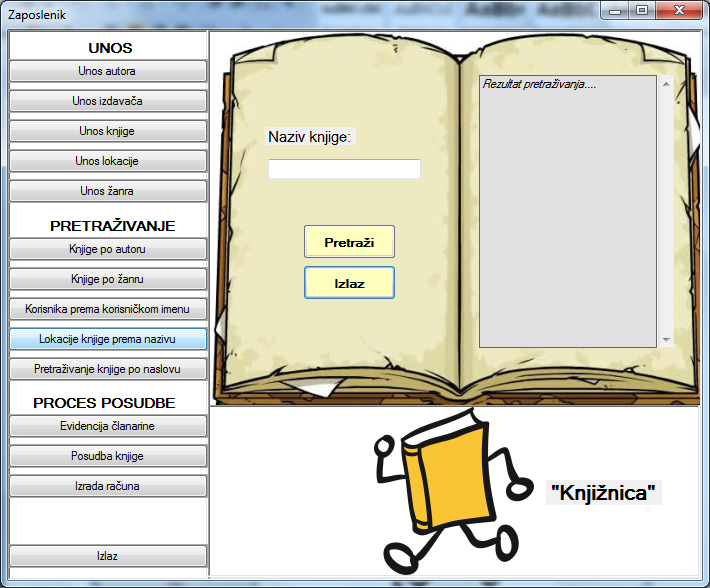 Zaposlenik
UNOS
Unos autora
Unos izdavača
Unos knjige
Unos lokacije
Unos žanra
PRETRAŽIVANJE
Knjige po autoru
Knjige po žanru
Korisnika prema korisničkom imenu
Lokacije knjige prema nazivu
Pretraživanje knjige po naslovu
PROCES POSUDBE
Evidencija članarine
Posudba knjige
Izrada računa
Izlaz
Naziv knjige:
Pretraži
Izlaz
Rezultat pretraživanja....
"Knjižnica"